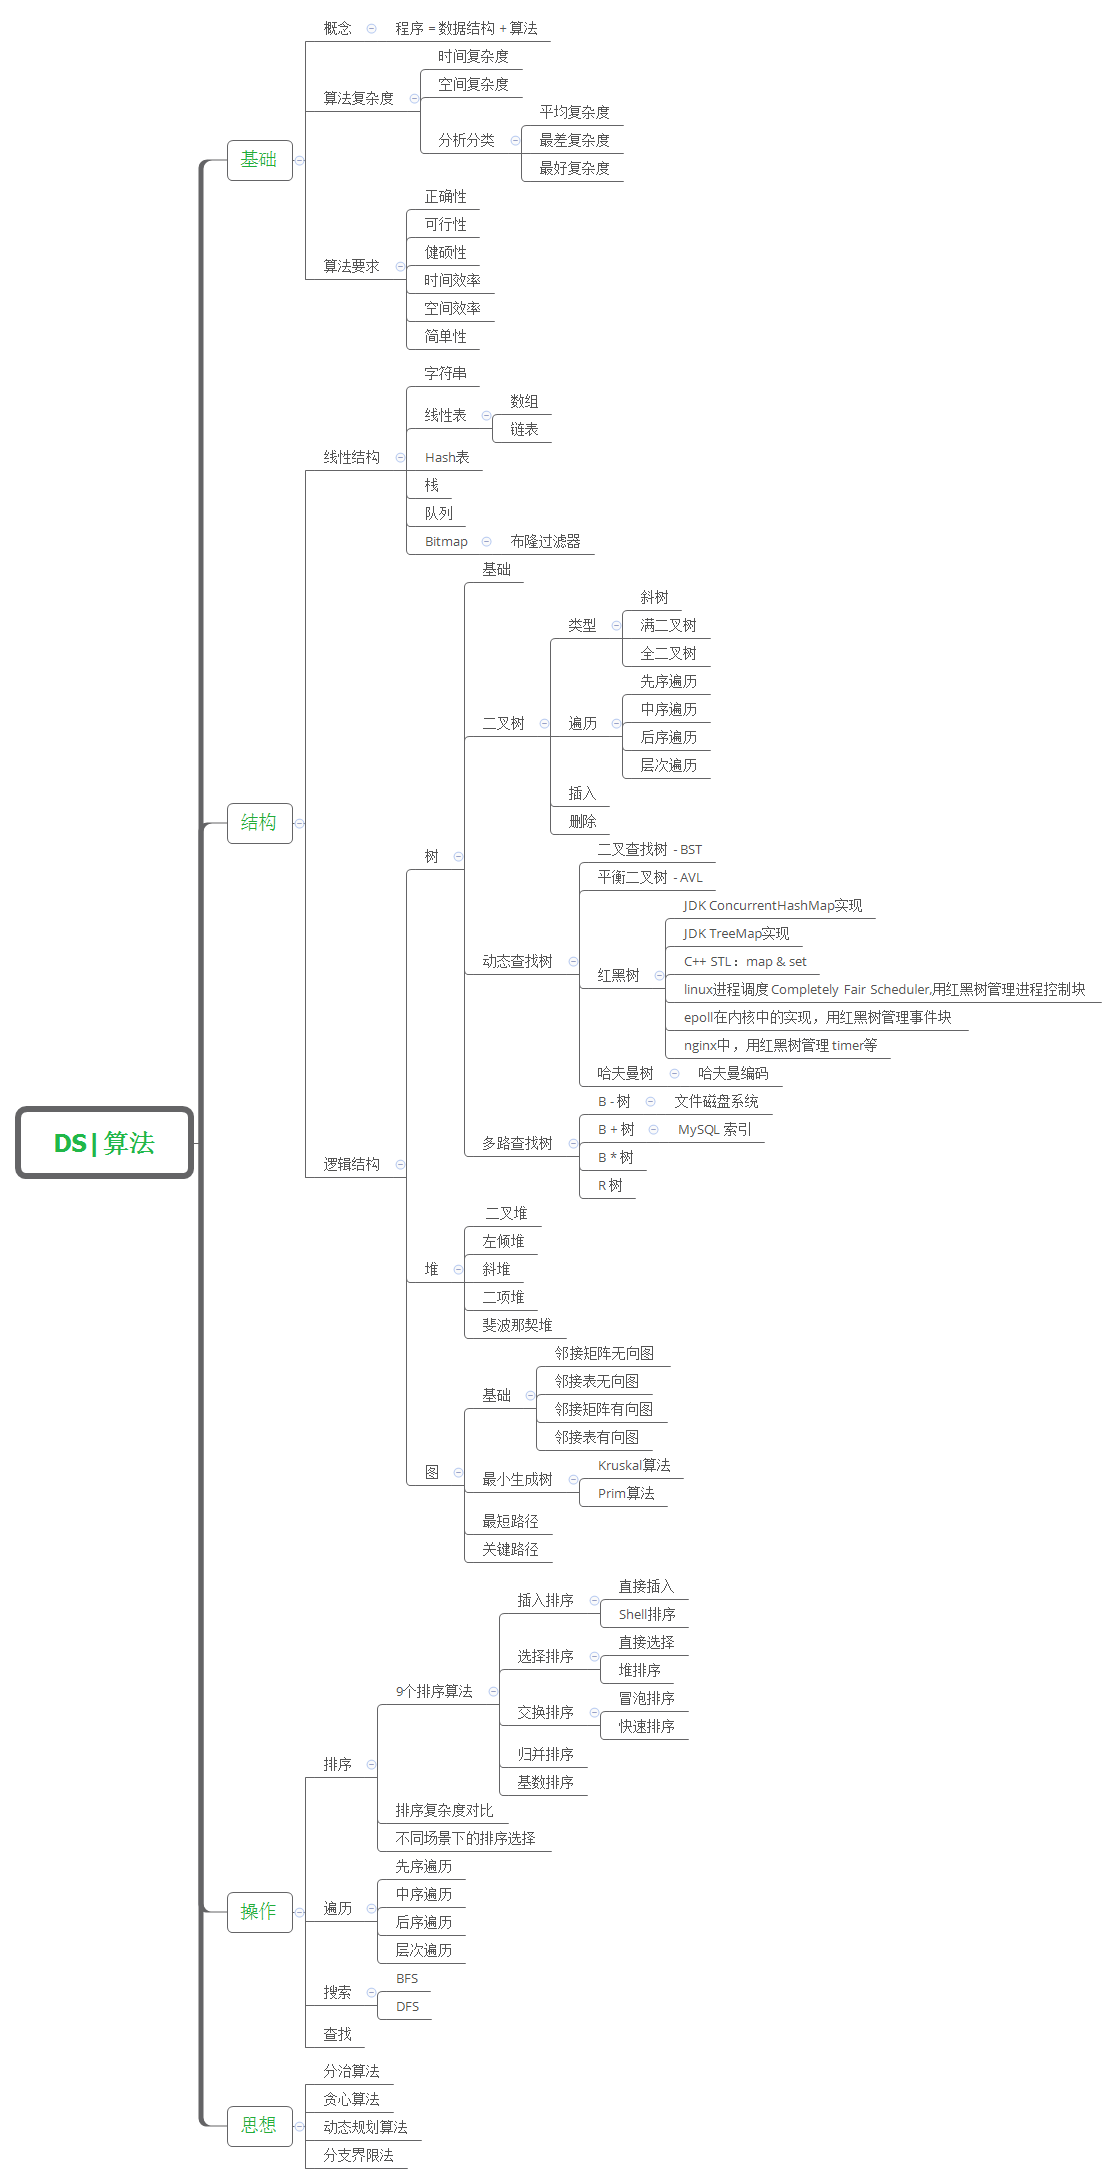 DS| 算法
基础
概念
程序 = 数据结构 + 算法
算法复杂度
时间复杂度
空间复杂度
分析分类
平均复杂度
最差复杂度
最好复杂度
算法要求
正确性
可行性
健硕性
时间效率
空间效率
简单性
结构
线性结构
字符串
线性表
数组
链表
Hash表
栈
队列
Bitmap
布隆过滤器
逻辑结构
树
基础
二叉树
类型
斜树
满二叉树
全二叉树
遍历
先序遍历
中序遍历
后序遍历
层次遍历
插入
删除
动态查找树
二叉查找树 - BST
平衡二叉树 - AVL
红黑树
JDK ConcurrentHashMap实现
JDK TreeMap实现
C++ STL：map & set
linux进程调度 Completely Fair Scheduler,用红黑树管理进程控制块
epoll在内核中的实现，用红黑树管理事件块
nginx中，用红黑树管理 timer等
哈夫曼树
哈夫曼编码
多路查找树
B - 树
文件磁盘系统
B + 树
MySQL 索引
B * 树
R 树
堆
二叉堆
左倾堆
斜堆
二项堆
斐波那契堆
图
基础
邻接矩阵无向图
邻接表无向图
邻接矩阵有向图
邻接表有向图
最小生成树
Kruskal算法
Prim算法
最短路径
关键路径
操作
排序
9个排序算法
插入排序
直接插入
Shell排序
选择排序
直接选择
堆排序
交换排序
冒泡排序
快速排序
归并排序
基数排序
排序复杂度对比
不同场景下的排序选择
遍历
先序遍历
中序遍历
后序遍历
层次遍历
搜索
BFS
DFS
查找
思想
分治算法
贪心算法
动态规划算法
分支界限法